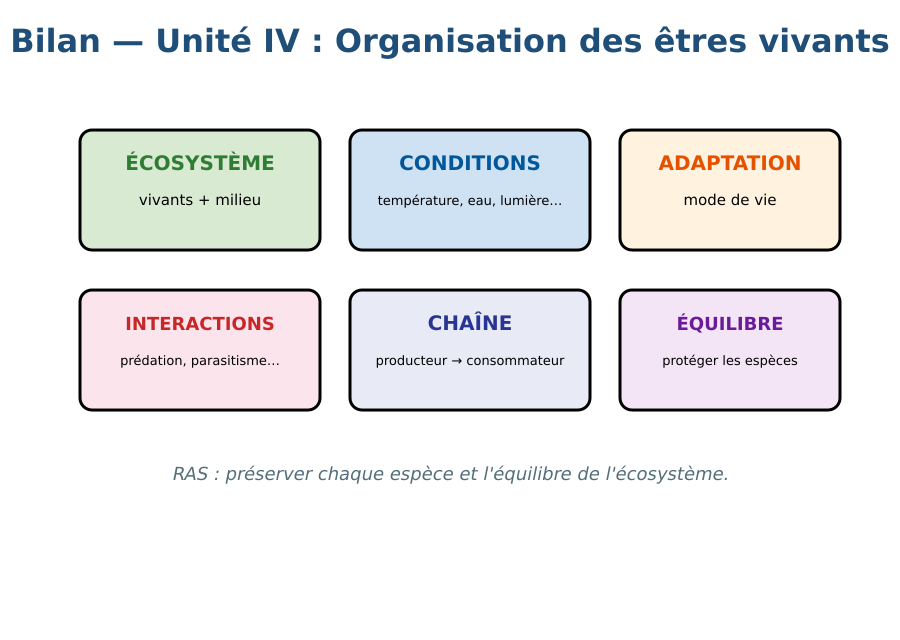 Bilan — Unité IV : Organisation des êtres vivants
ÉCOSYSTÈME
vivants + milieu
CONDITIONS
température, eau, lumière…
ADAPTATION
mode de vie
INTERACTIONS
prédation, parasitisme…
CHAÎNE
producteur → consommateur
ÉQUILIBRE
protéger les espèces
RAS : préserver chaque espèce et l'équilibre de l'écosystème.